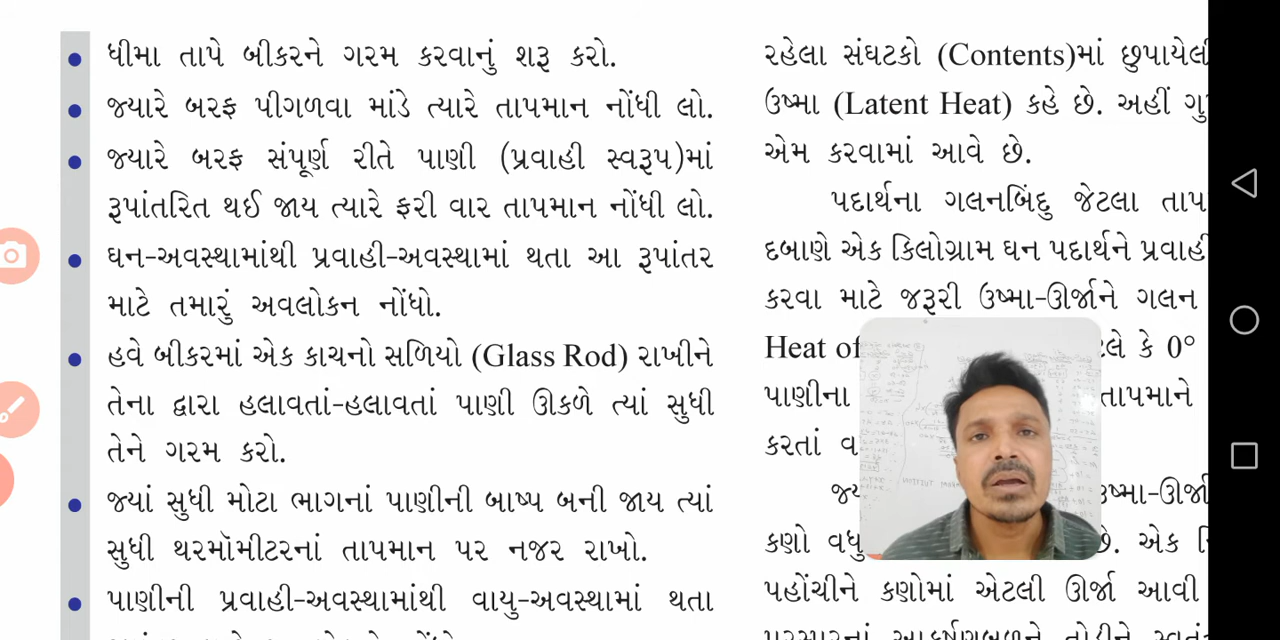 ધીમા તાપે બીકરને ગરમ કરવાનું શરૂ કરો.
જ્યારે બરફ પીગળવા માંડે ત્યારે તાપમાન નોંધી લો.
જ્યારે બરફ સંપૂર્ણ રીતે પાણી (પ્રવાહી સ્વરૂપ)માં
રૂપાંતરિત થઈ જાય ત્યારે ફરી વાર તાપમાન નોંધી લો.
ઘન-અવસ્થામાંથી પ્રવાહી-અવસ્થામાં થતા આ રૂપાંતર
માટે તમારું અવલોકન નોંધો.
હવે બીકરમાં એક કાચનો સળિયો (Glass Rod) રાખીને
તેના દ્વારા હલાવતાં-હલાવતાં પાણી ઊકળે ત્યાં સુધી
તેને ગરમ કરો.
જ્યાં સુધી મોટા ભાગનાં પાણીની બાષ્પ બની જાય ત્યાં
સુધી થરમૉમીટરનાં તાપમાન પર નજર રાખો.
પાણીની પ્રવાહી-અવસ્થામાંથી વાયુ-અવસ્થામાં થતા
રહેલા સંઘટકો (Contents)માં
ઉષ્મા (Latent Heat) કહે છે. અહીં
એમ કરવામાં આવે છે.
પદાર્થના ગલનબિંદુ જેટલા
દબાણે એક કિલોગ્રામ ઘન પદાર્થને
કરવા માટે જરૂરી ઉષ્મા-ઊર્જાને ગલન
Heat of કે 0°
પાણીના તાપમાને
કરતાં
કણો છે. એક
પહોંચીને કણોમાં એટલી ઊર્જા આવી